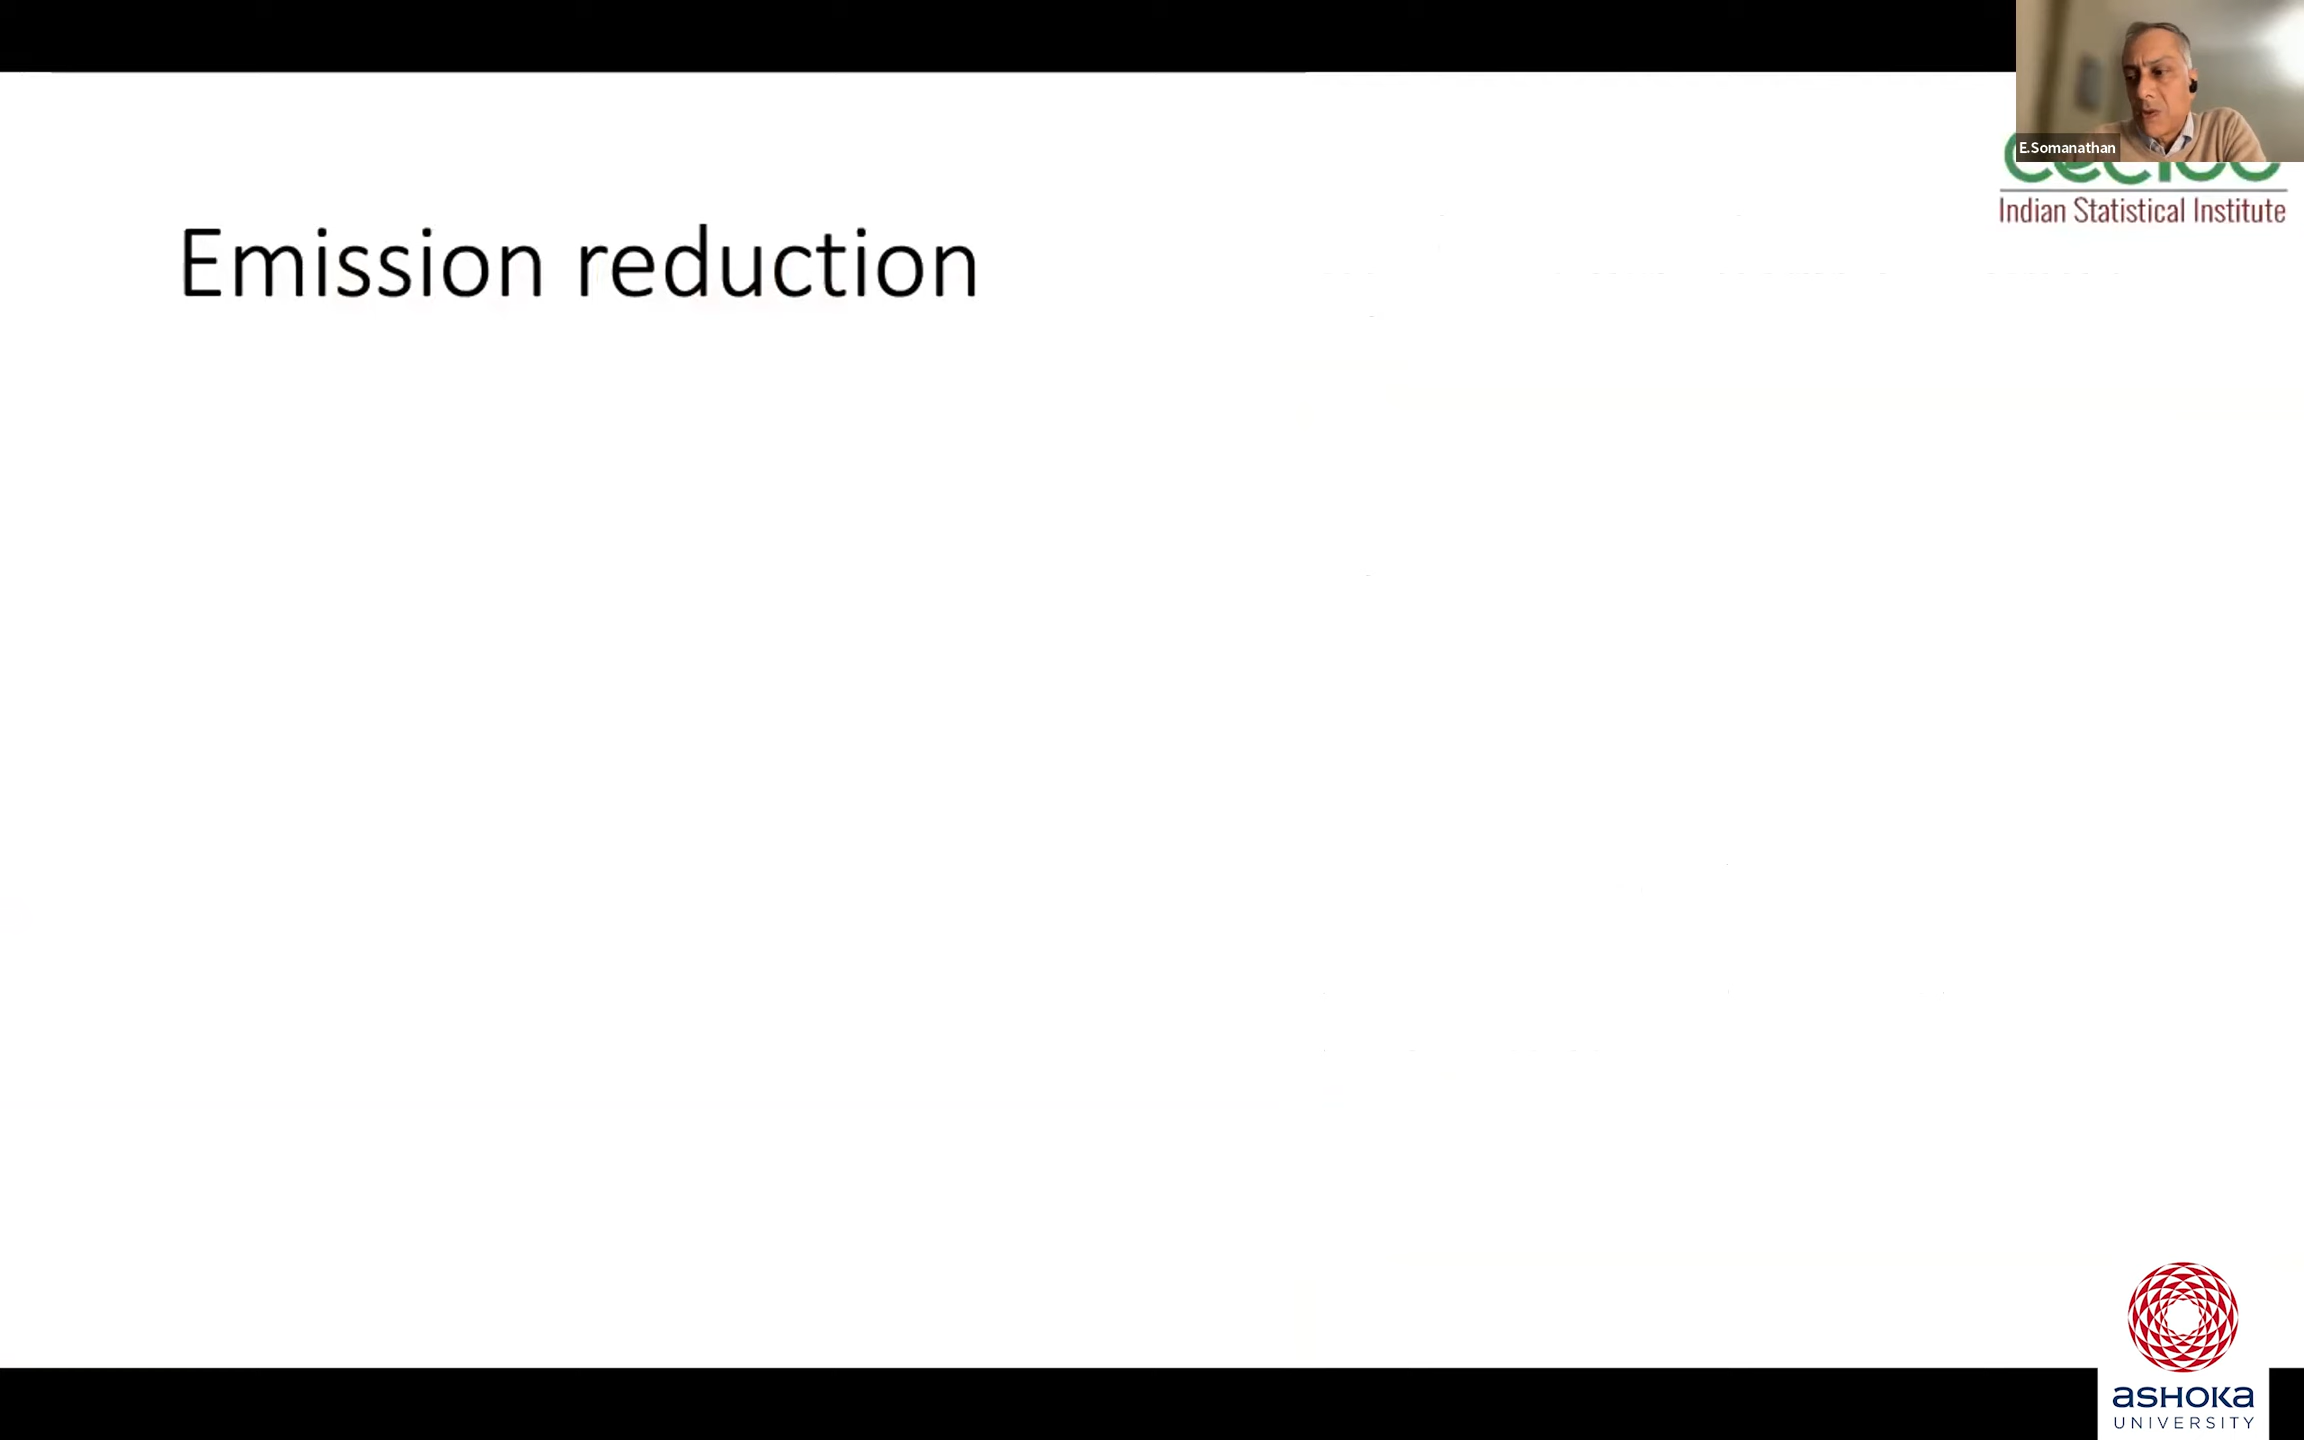 E.Somanathan
Indian Statistical Institute
Emission reduction
ASHOKA
UNIVERSITY